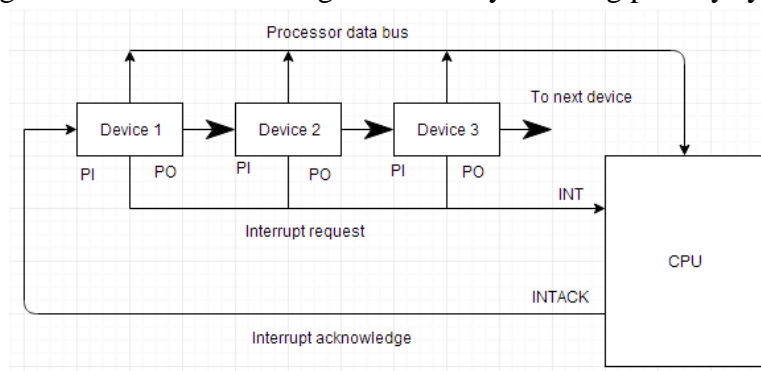 Processor data bus
To next device
Device 1
Device 2
Device 3
PI
PO
PI
PO
PI
PO
INT
Interrupt request
CPU
INTACK
Interrupt acknowledge